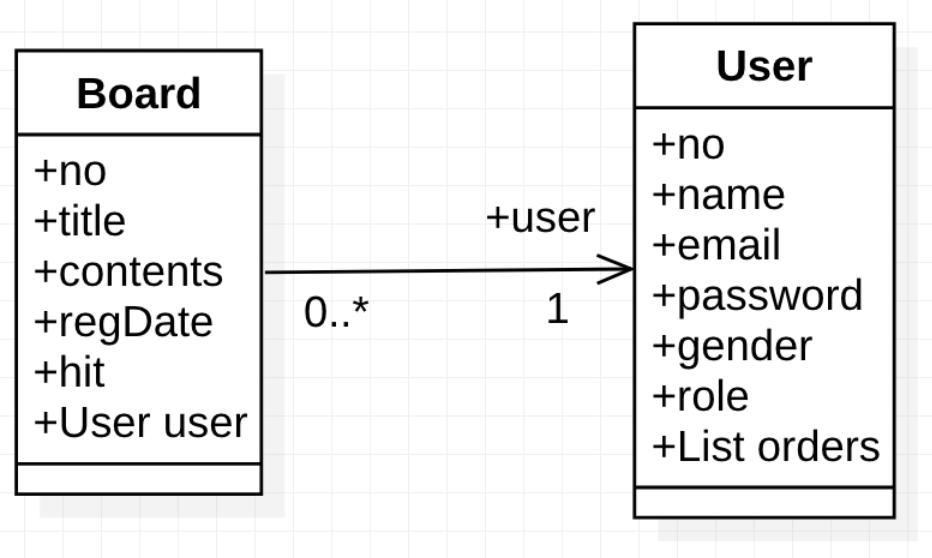 Board
+no
+title
+contents
+regDate
+hit
+User user
+user
0..*
1
User
+no
+name
+email
+password
+gender
+role
+List orders